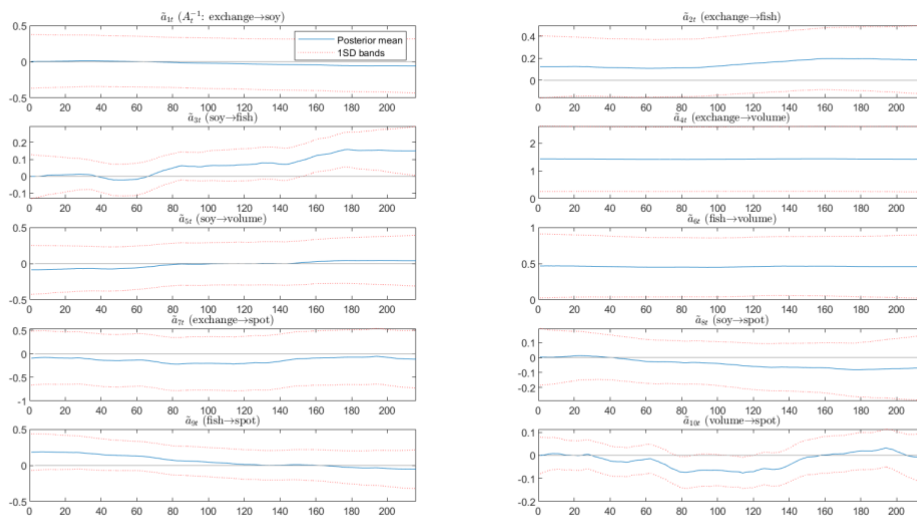 ã1t (At^-1: exchange→soy)
0.5
0
-0.5
Posterior mean
1SD bands
0 20 40 60 80 100 120 140 160 180 200
ã2t (exchange→fish)
0.4
0.2
0
0 20 40 60 80 100 120 140 160 180 200
ã3t (soy→fish)
0.2
0.1
0
-0.1
0 20 40 60 80 100 120 140 160 180 200
ã4t (exchange→volume)
2
1
0
0 20 40 60 80 100 120 140 160 180 200
ã5t (soy→volume)
0.5
0
-0.5
0 20 40 60 80 100 120 140 160 180 200
ã6t (fish→volume)
1
0.5
0
0 20 40 60 80 100 120 140 160 180 200
ã7t (exchange→spot)
0.5
0
-0.5
-1
0 20 40 60 80 100 120 140 160 180 200
ã8t (soy→spot)
0.1
0
-0.1
-0.2
0 20 40 60 80 100 120 140 160 180 200
ã9t (fish→spot)
0.5
0
-0.5
0 20 40 60 80 100 120 140 160 180 200
ã10t (volume→spot)
0.1
0
-0.1
-0.2
0 20 40 60 80 100 120 140 160 180 200